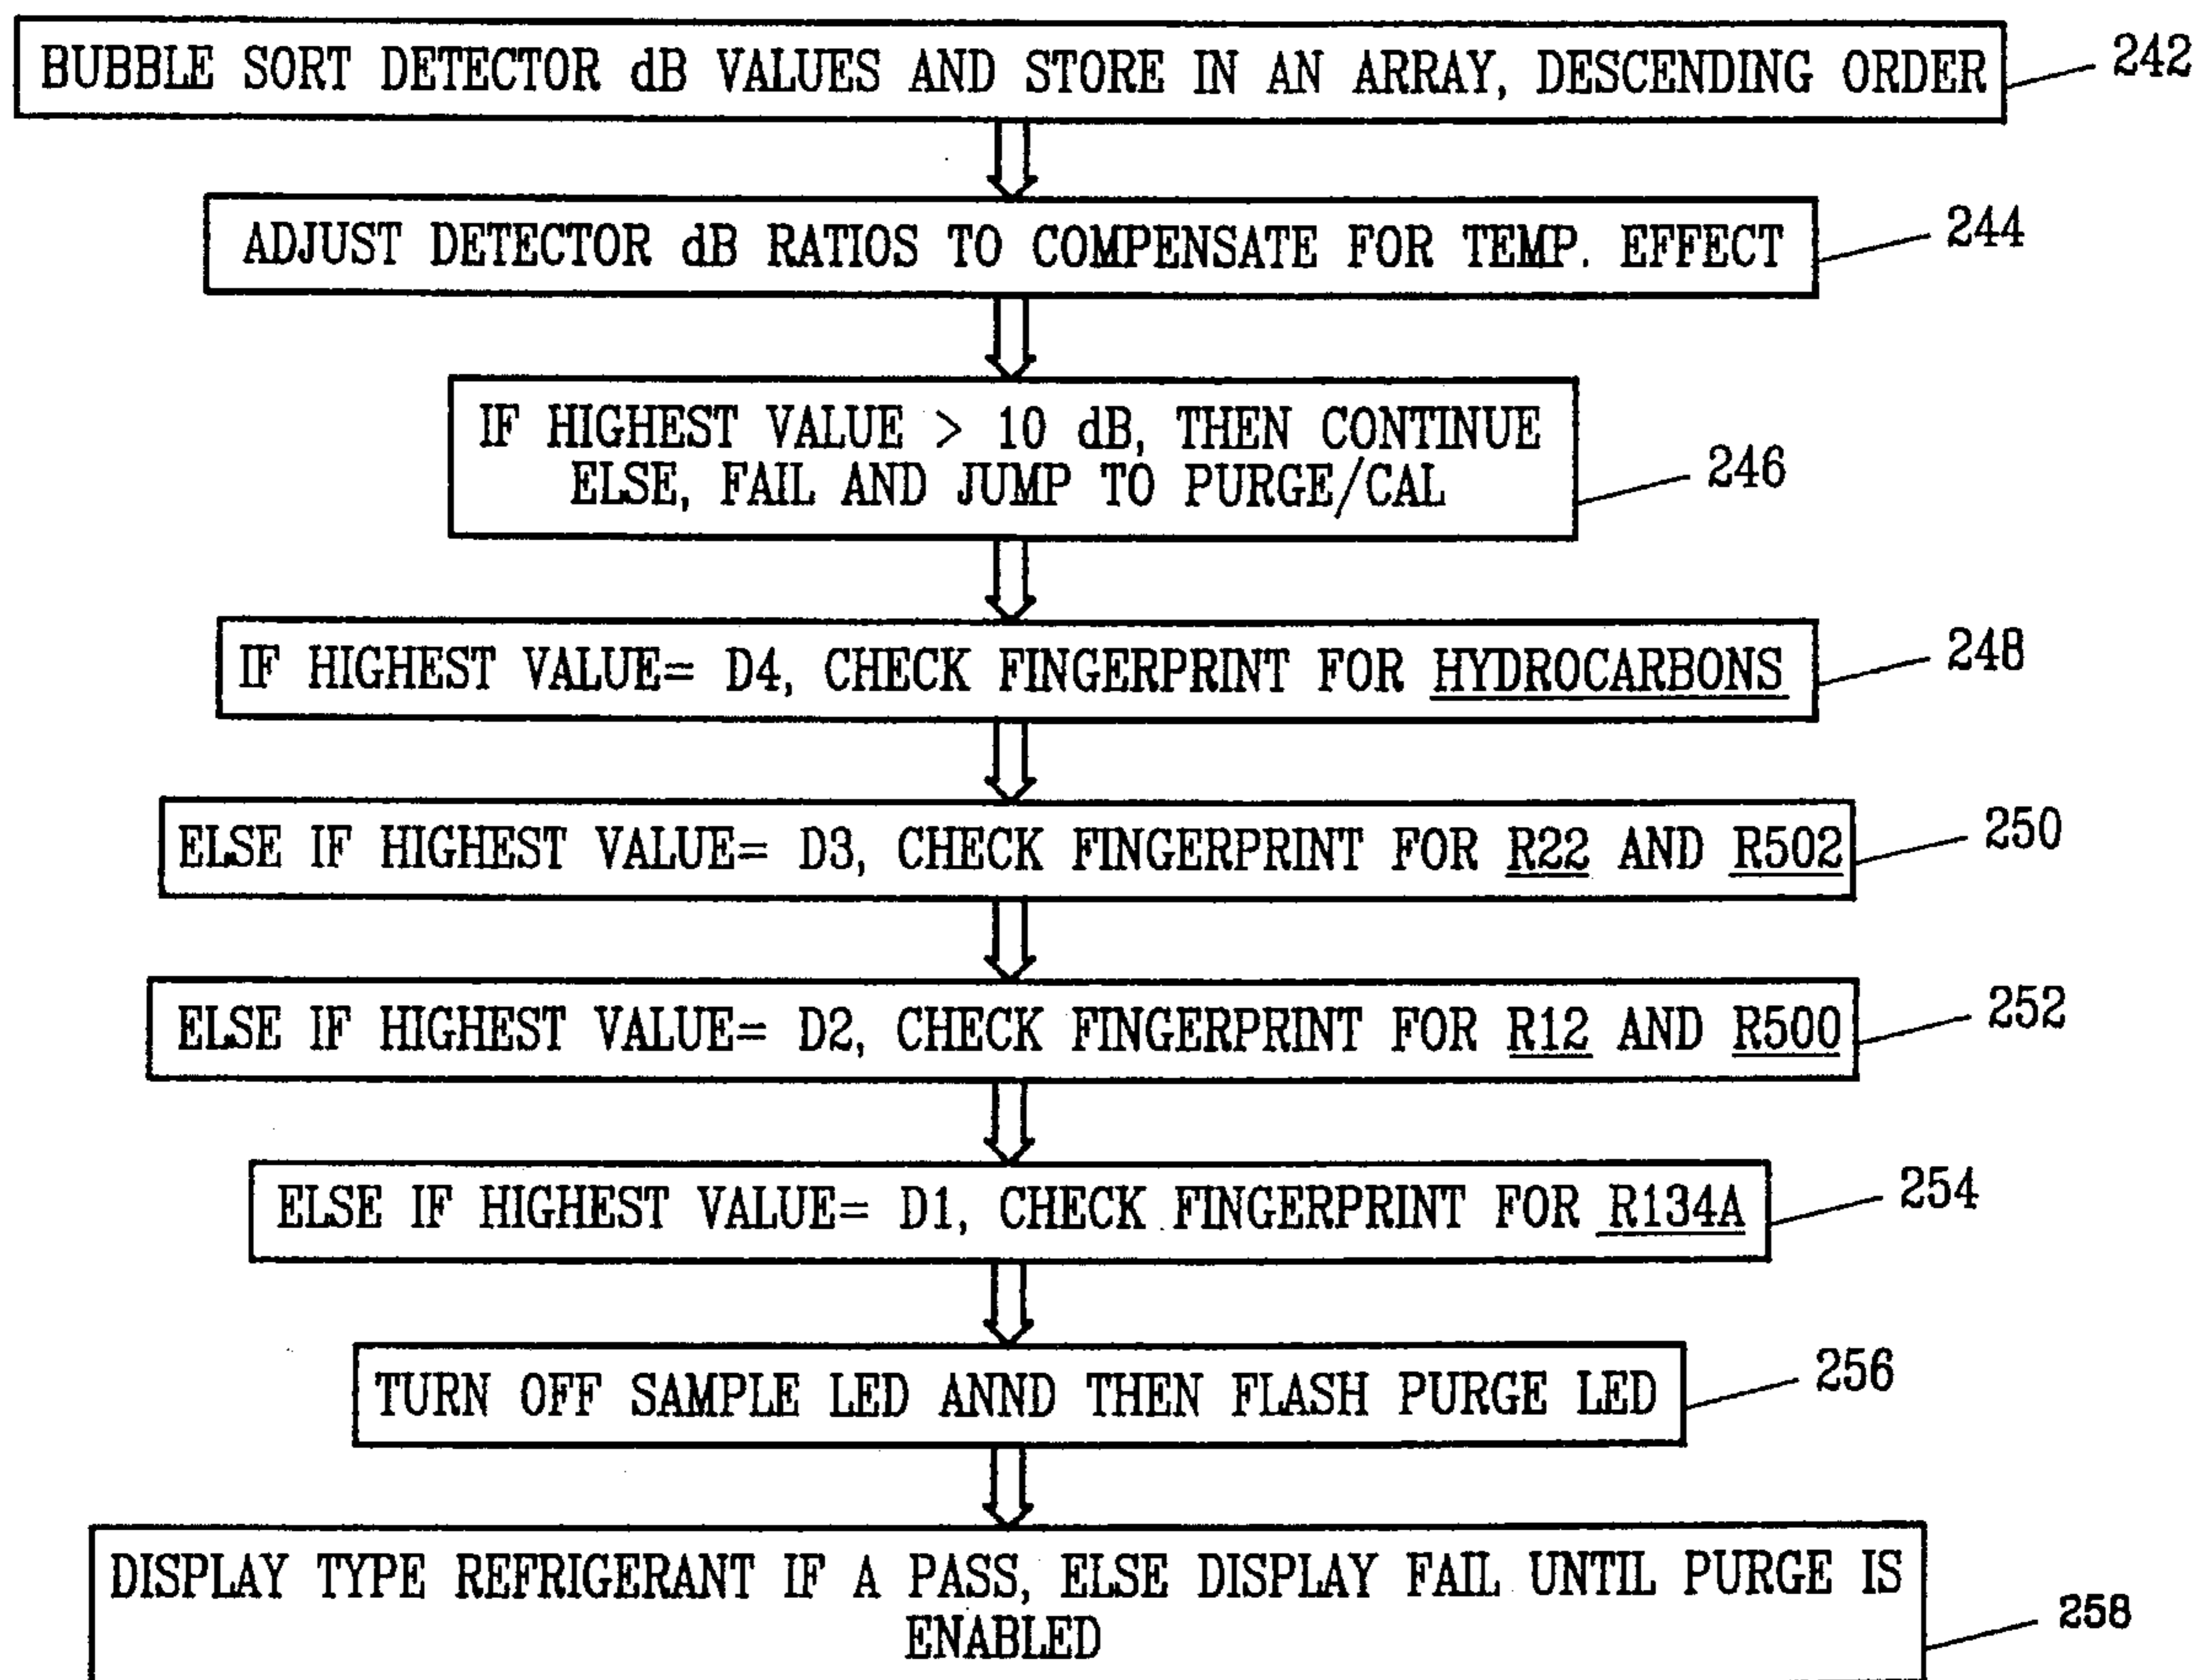 BUBBLE SORT DETECTOR dB VALUES AND STORE IN AN ARRAY, DESCENDING ORDER
242
ADJUST DETECTOR dB RATIOS TO COMPENSATE FOR TEMP. EFFECT
244
IF HIGHEST VALUE > 10 dB, THEN CONTINUE
ELSE, FAIL AND JUMP TO PURGE/CAL
246
IF HIGHEST VALUE= D4, CHECK FINGERPRINT FOR HYDROCARBONS
248
ELSE IF HIGHEST VALUE= D3, CHECK FINGERPRINT FOR R22 AND R502
250
ELSE IF HIGHEST VALUE= D2, CHECK FINGERPRINT FOR R12 AND R500
252
ELSE IF HIGHEST VALUE= D1, CHECK FINGERPRINT FOR R134A
254
TURN OFF SAMPLE LED ANND THEN FLASH PURGE LED
256
DISPLAY TYPE REFRIGERANT IF A PASS, ELSE DISPLAY FAIL UNTIL PURGE IS
ENABLED
258